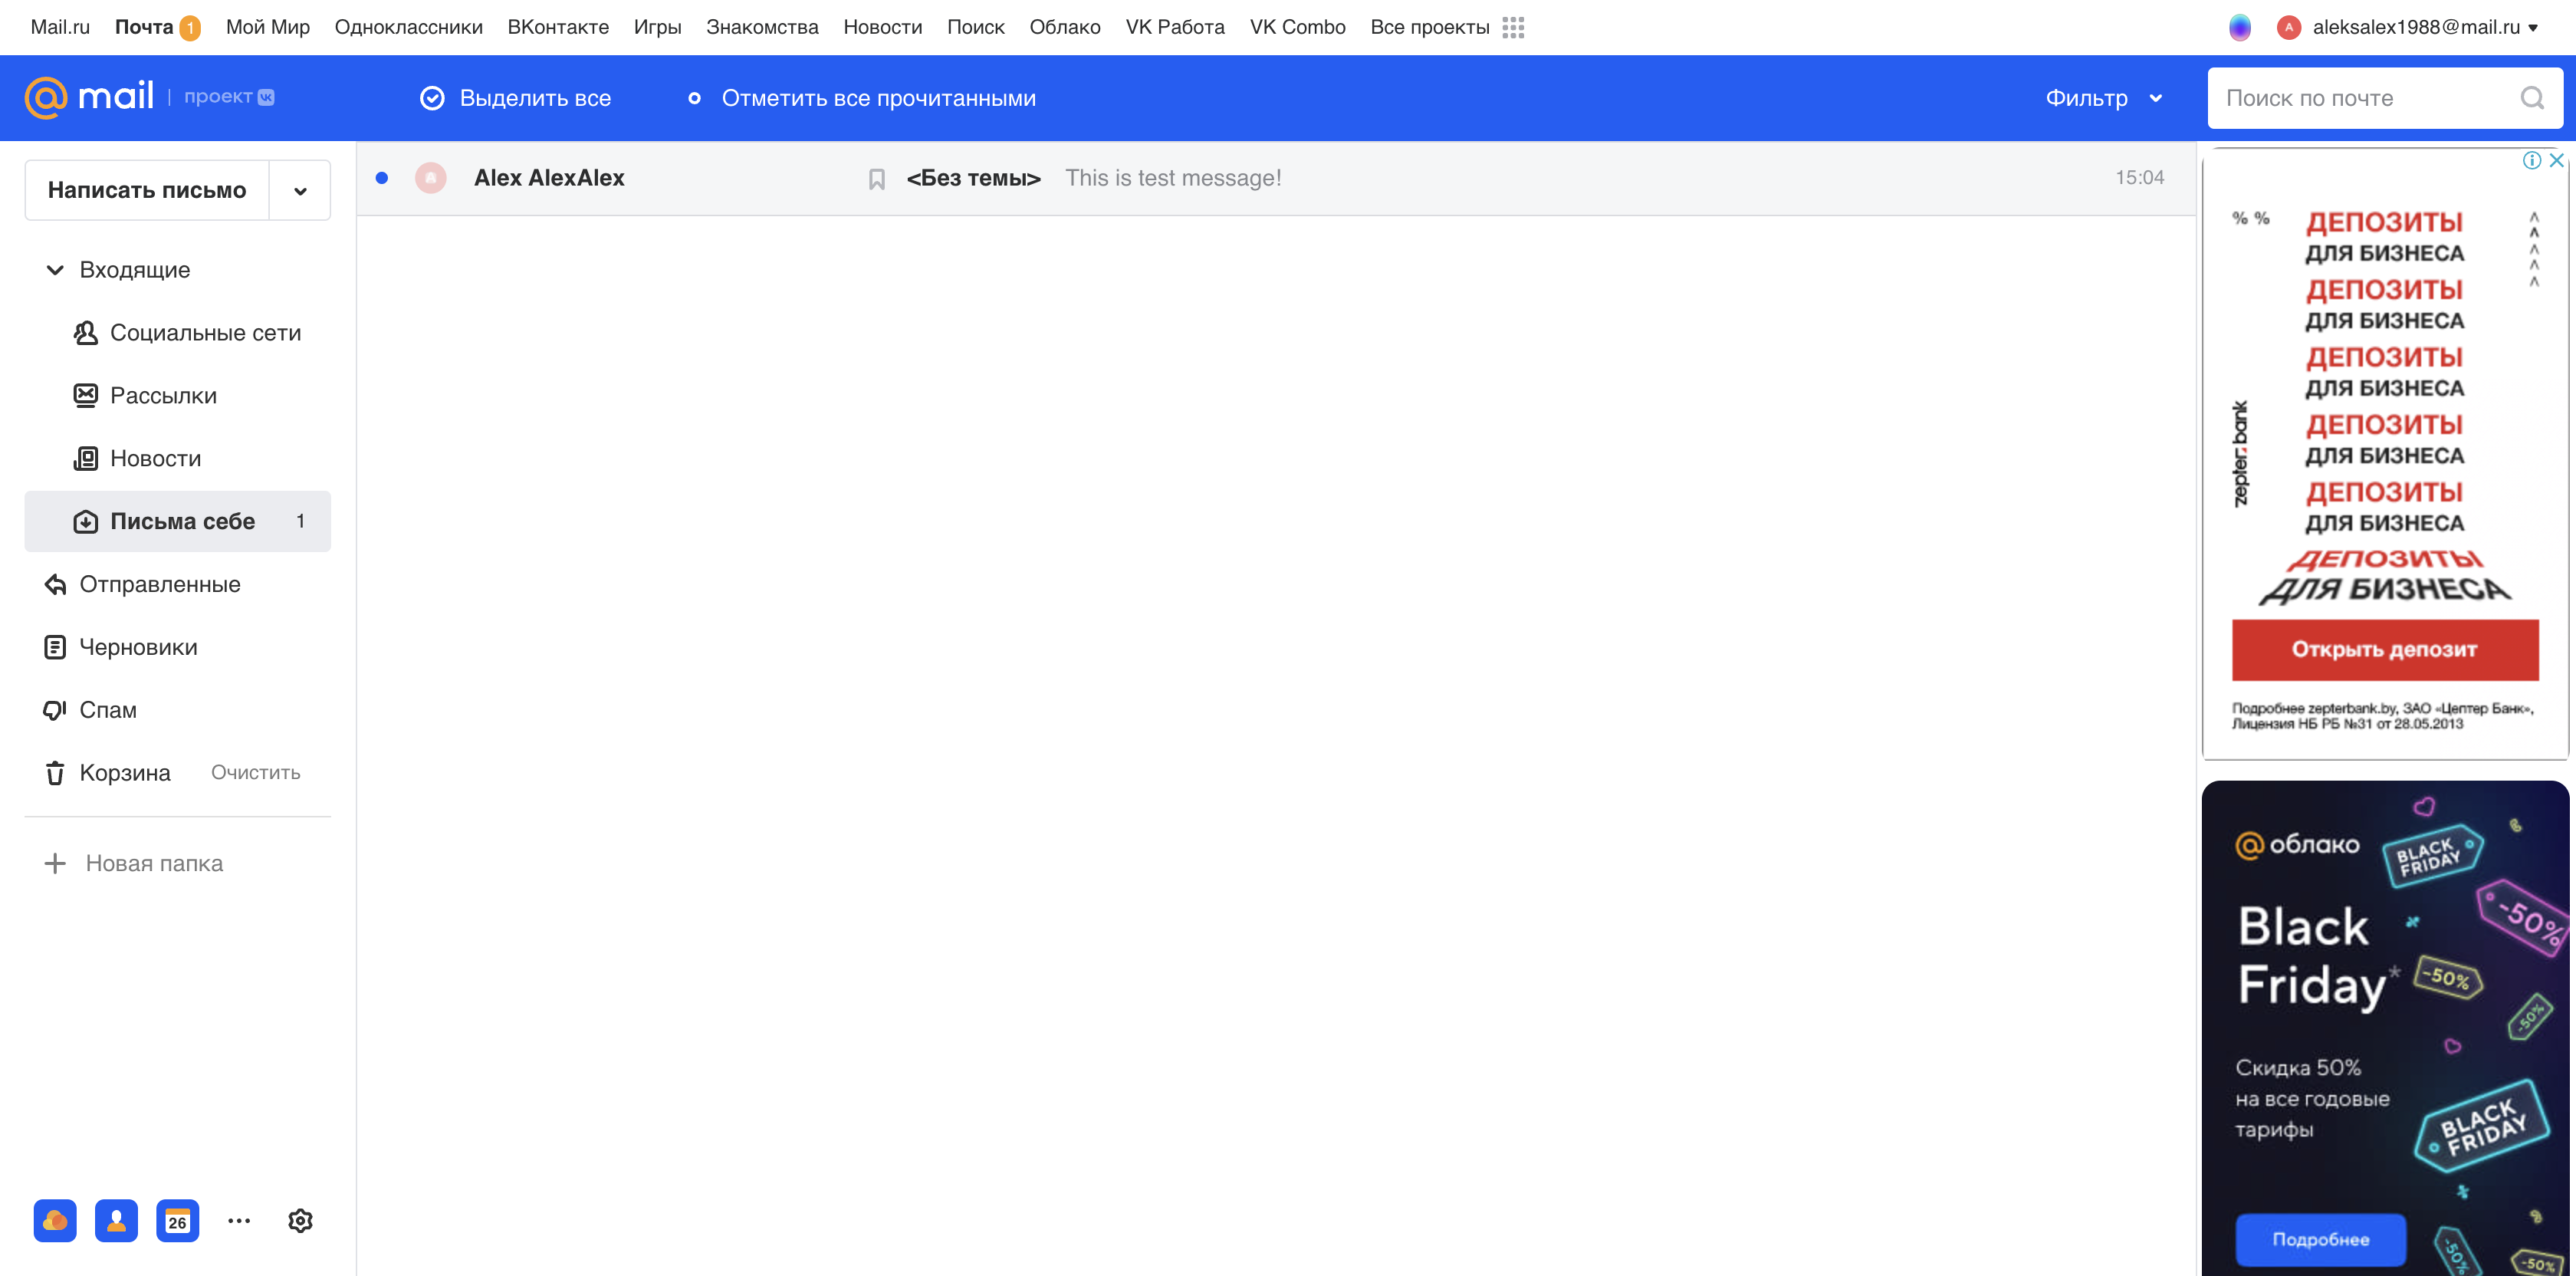 Mail.ru Почта 1 Мой Мир Одноклассники ВКонтакте Игры Знакомства Новости Поиск Облако VK Работа VK Combo Все проекты A aleksalex1988@mail.ru
@mail | проект VK Выделить все Отметить все прочитанными Фильтр Поиск по почте
Написать письмо
Входящие
Социальные сети
Рассылки
Новости
Письма себе 1
Отправленные
Черновики
Спам
Корзина Очистить
Новая папка
26
Alex AlexAlex <Без темы> This is test message! 15:04
% % ДЕПОЗИТЫ
ДЛЯ БИЗНЕСА
ДЕПОЗИТЫ
ДЛЯ БИЗНЕСА
ДЕПОЗИТЫ
ДЛЯ БИЗНЕСА
ДЕПОЗИТЫ
ДЛЯ БИЗНЕСА
ДЕПОЗИТЫ
ДЛЯ БИЗНЕСА
ДЕПОЗИТЫ
ДЛЯ БИЗНЕСА
zepter:bank
Открыть депозит
Подробнее zepterbank.by, ЗАО «Цептер Банк»,
Лицензия НБ РБ №31 от 28.05.2013
@облако
BLACK
FRIDAY
-50%
Black
Friday*
-50%
-50%
Скидка 50%
на все годовые
тарифы
BLACK
FRIDAY
Подробнее
-50%
-50%